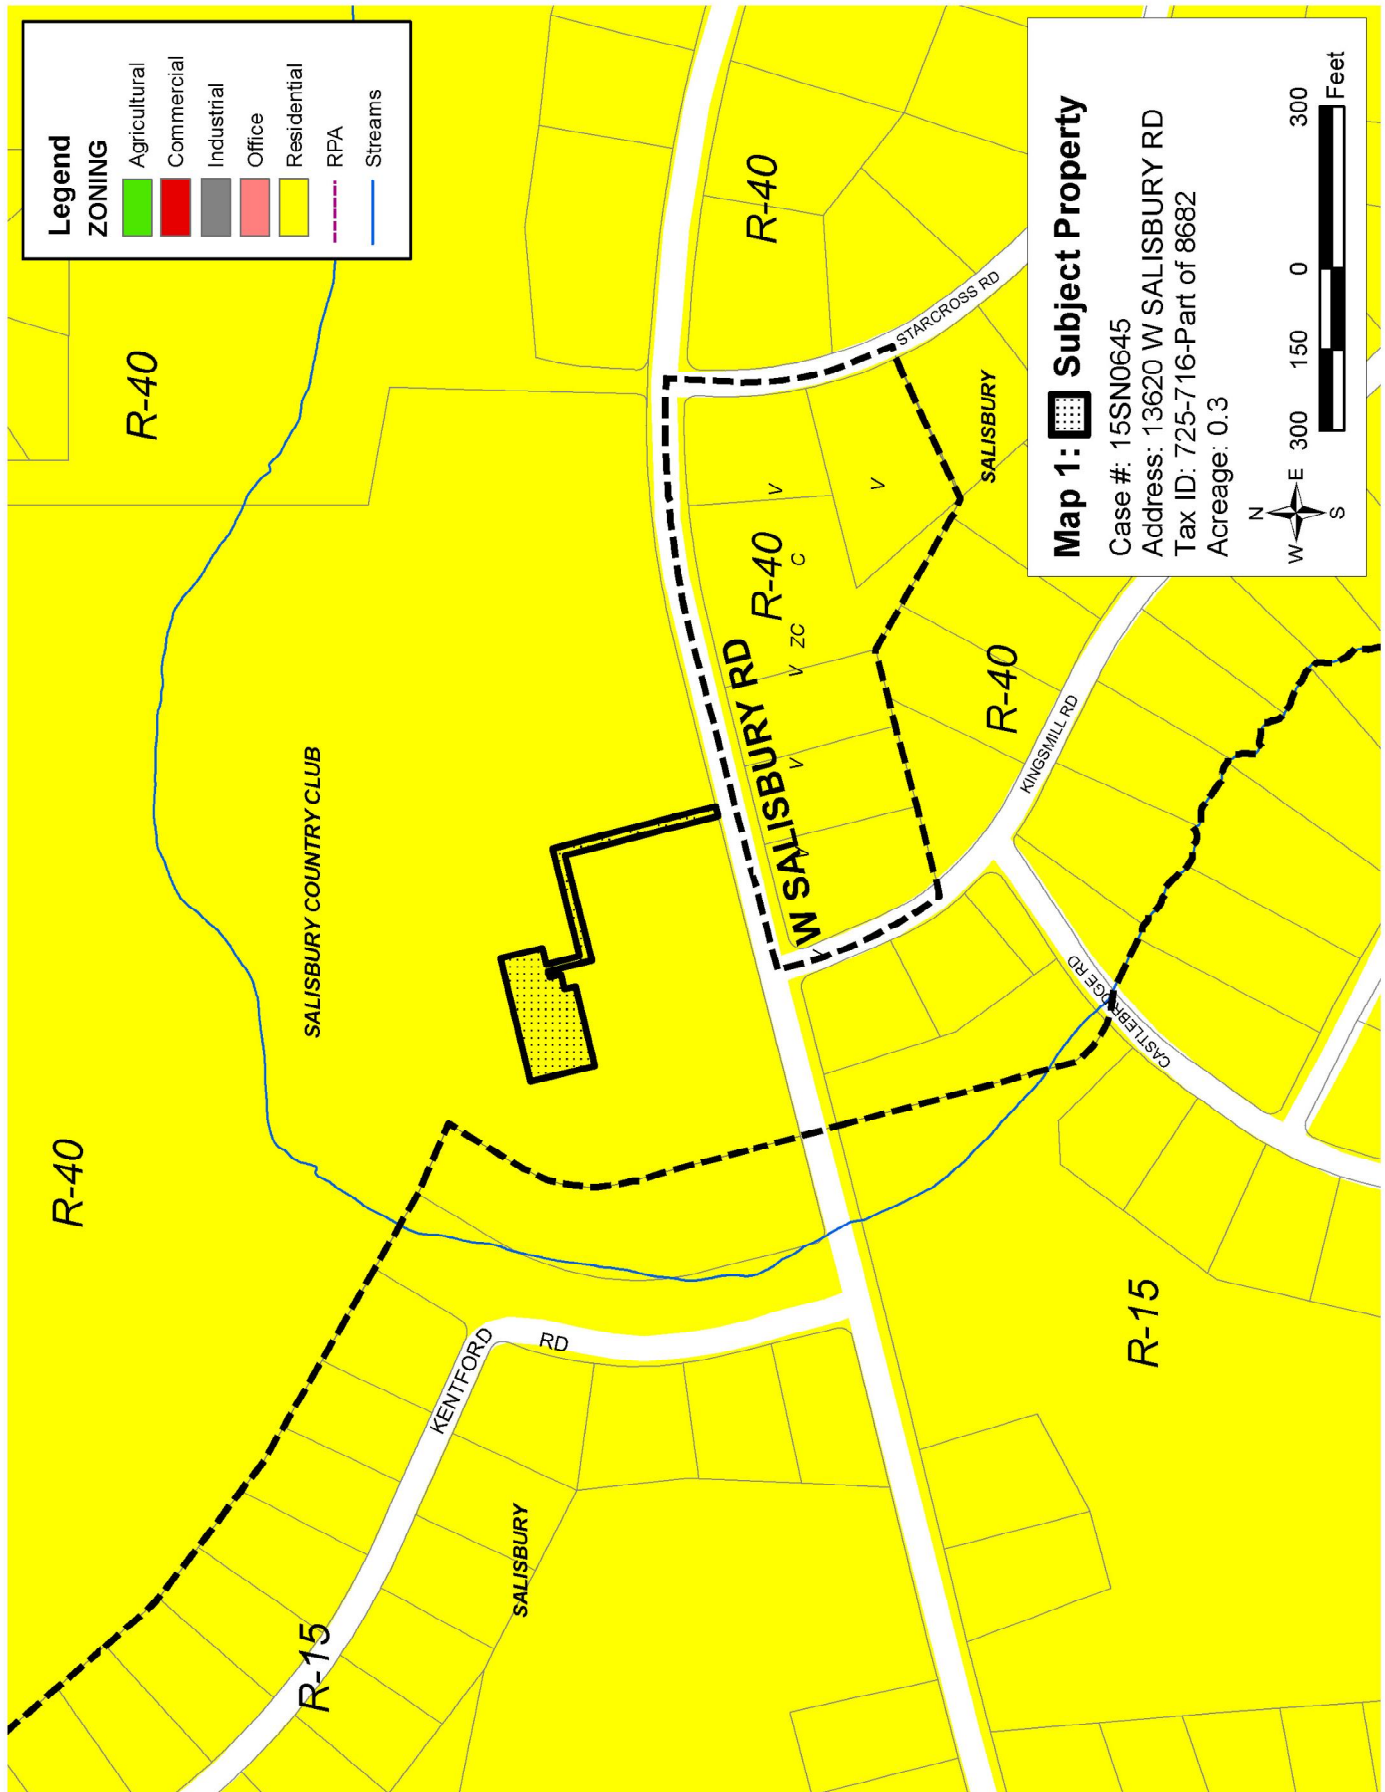 Legend
ZONING
Agricultural
Commercial
Industrial
Office
Residential
RPA
Streams
R-40
R-40
R-40
SALISBURY COUNTRY CLUB
W SALISBURY RD
R-40
V
V
C
ZC
V
V
V
V
STARCROSS RD
SALISBURY
R-40
KINGSMILL RD
CASTLEBRIDGE RD
KENTFORD
RD
SALISBURY
R-15
R-15
Map 1: Subject Property
Case #: 15SN0645
Address: 13620 W SALISBURY RD
Tax ID: 725-716-Part of 8682
Acreage: 0.3
N
W E
S
300 150 0 300
Feet